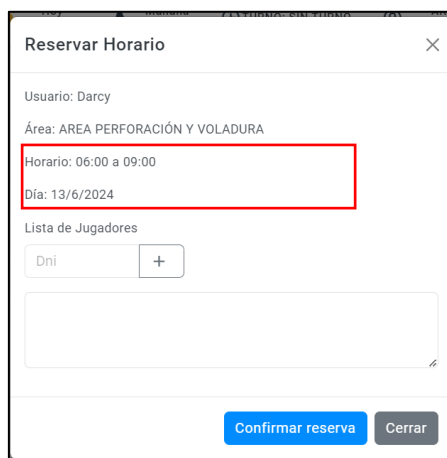 Reservar Horario
Usuario: Darcy
Área: AREA PERFORACIÓN Y VOLADURA
Horario: 06:00 a 09:00
Día: 13/6/2024
Lista de Jugadores
Dni +
Confirmar reserva Cerrar